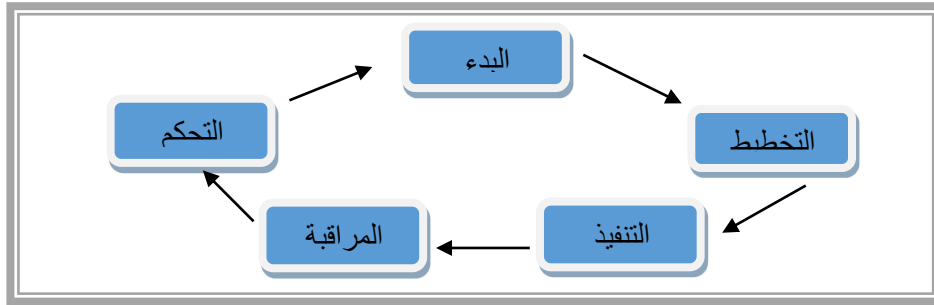 البدء
التخطيط
التنفيذ
المراقبة
التحكم